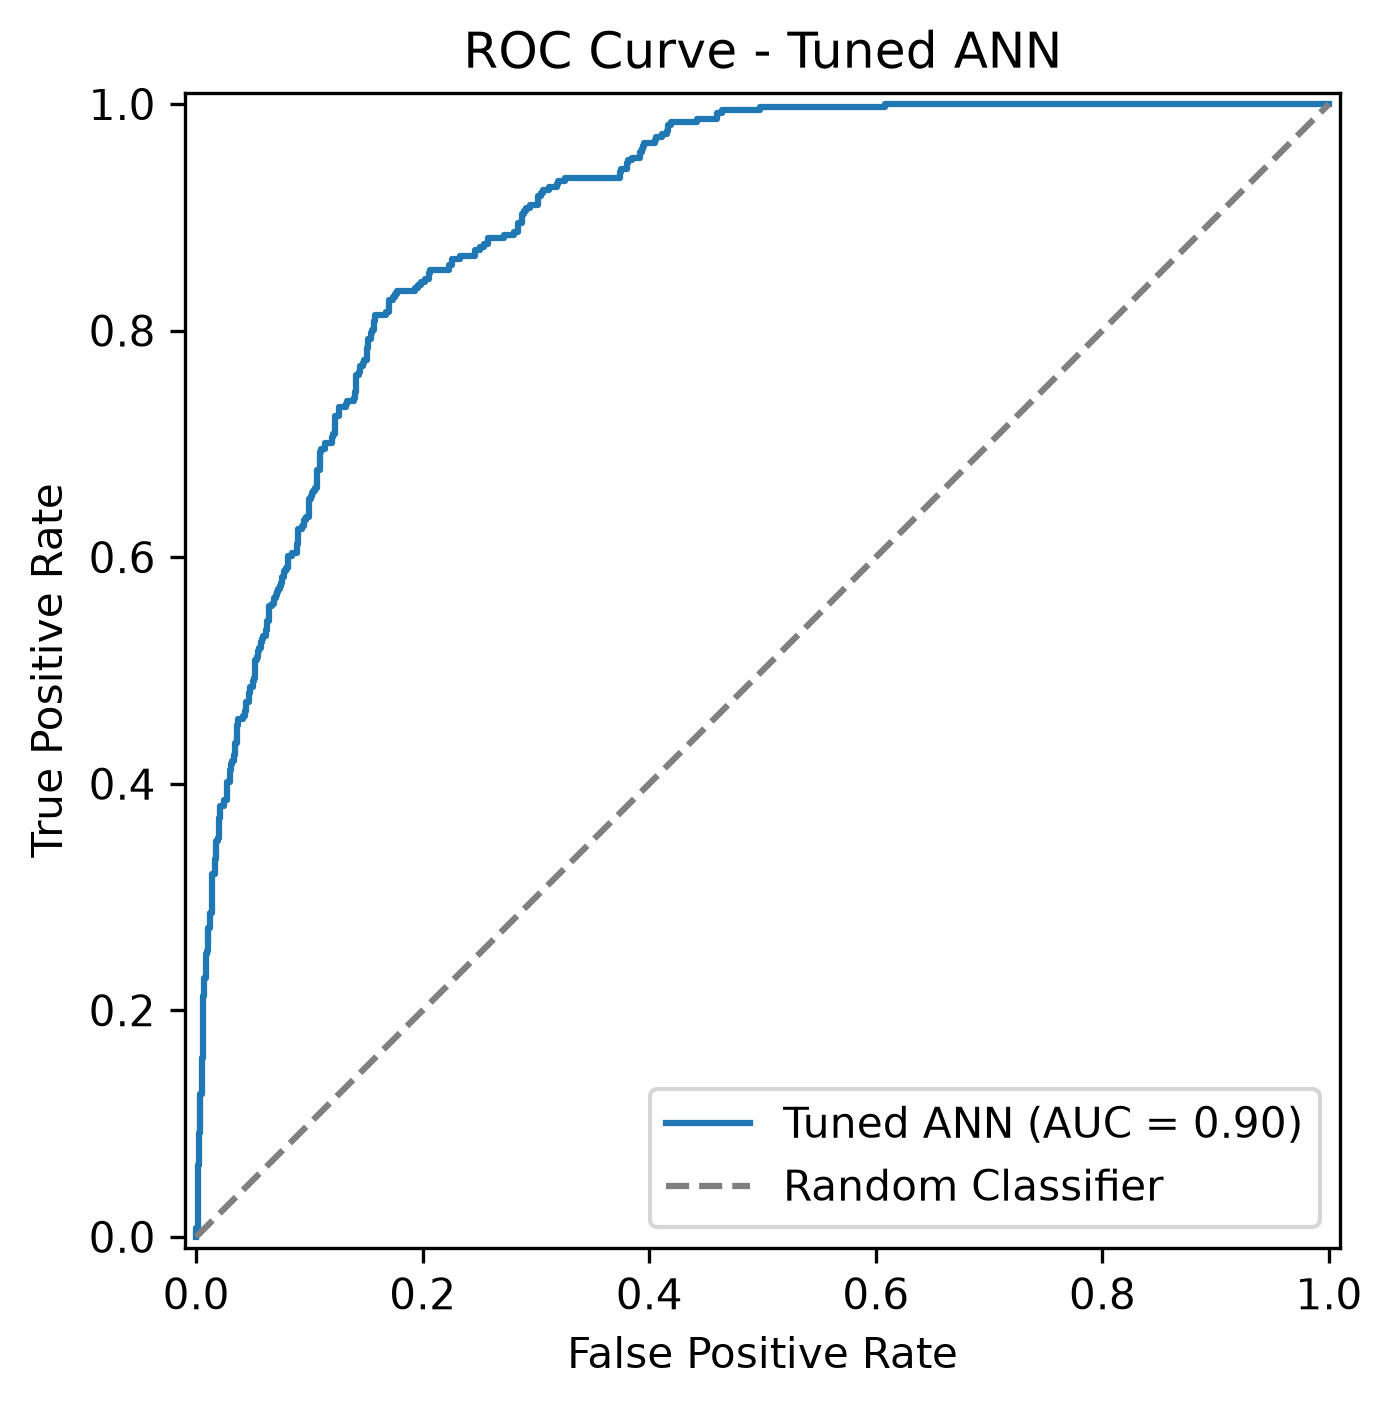 ROC Curve - Tuned ANN
1.0
0.8
0.6
0.4
0.2
0.0
True Positive Rate
Tuned ANN (AUC = 0.90)
Random Classifier
0.0 0.2 0.4 0.6 0.8 1.0
False Positive Rate